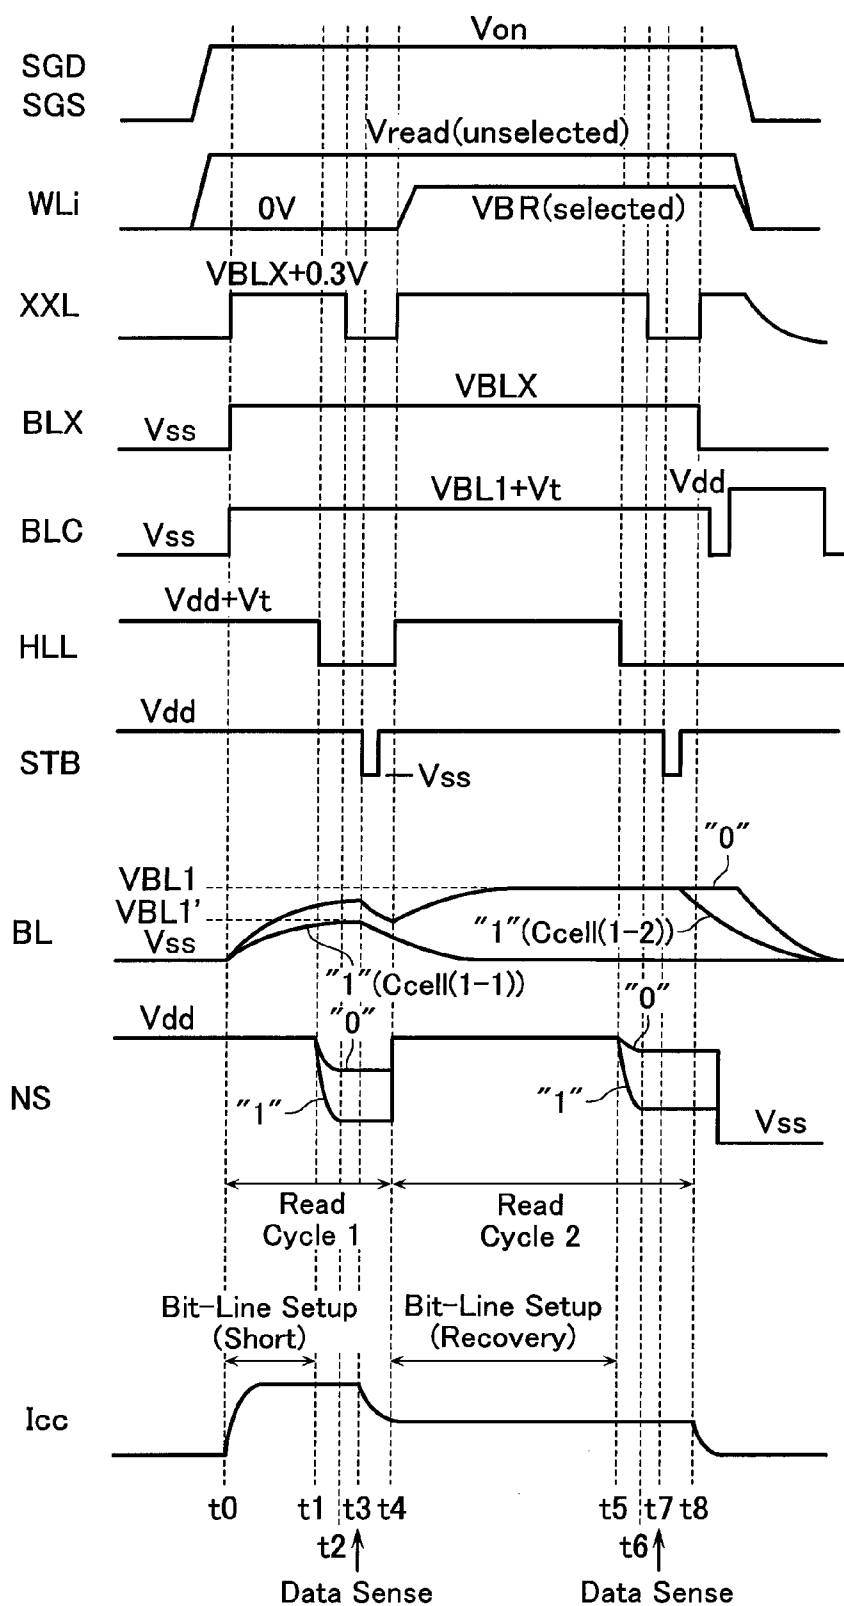 Von
SGD
SGS
Vread(unselected)
WLi
0V
VBR(selected)
VBLX+0.3V
XXL
VBLX
BLX
Vss
VBL1+Vt
Vdd
BLC
Vss
Vdd+Vt
HLL
Vdd
STB
Vss
"0"
VBL1
VBL1'
BL
Vss
"1"(Ccell(1-2))
"1"(Ccell(1-1))
Vdd
"0"
"0"
NS
"1"
"1"
Vss
Read
Cycle 1
Read
Cycle 2
Bit-Line Setup
(Short)
Bit-Line Setup
(Recovery)
Icc
t0 t1 t3 t4 t5 t7 t8
t2 t6
Data Sense
Data Sense